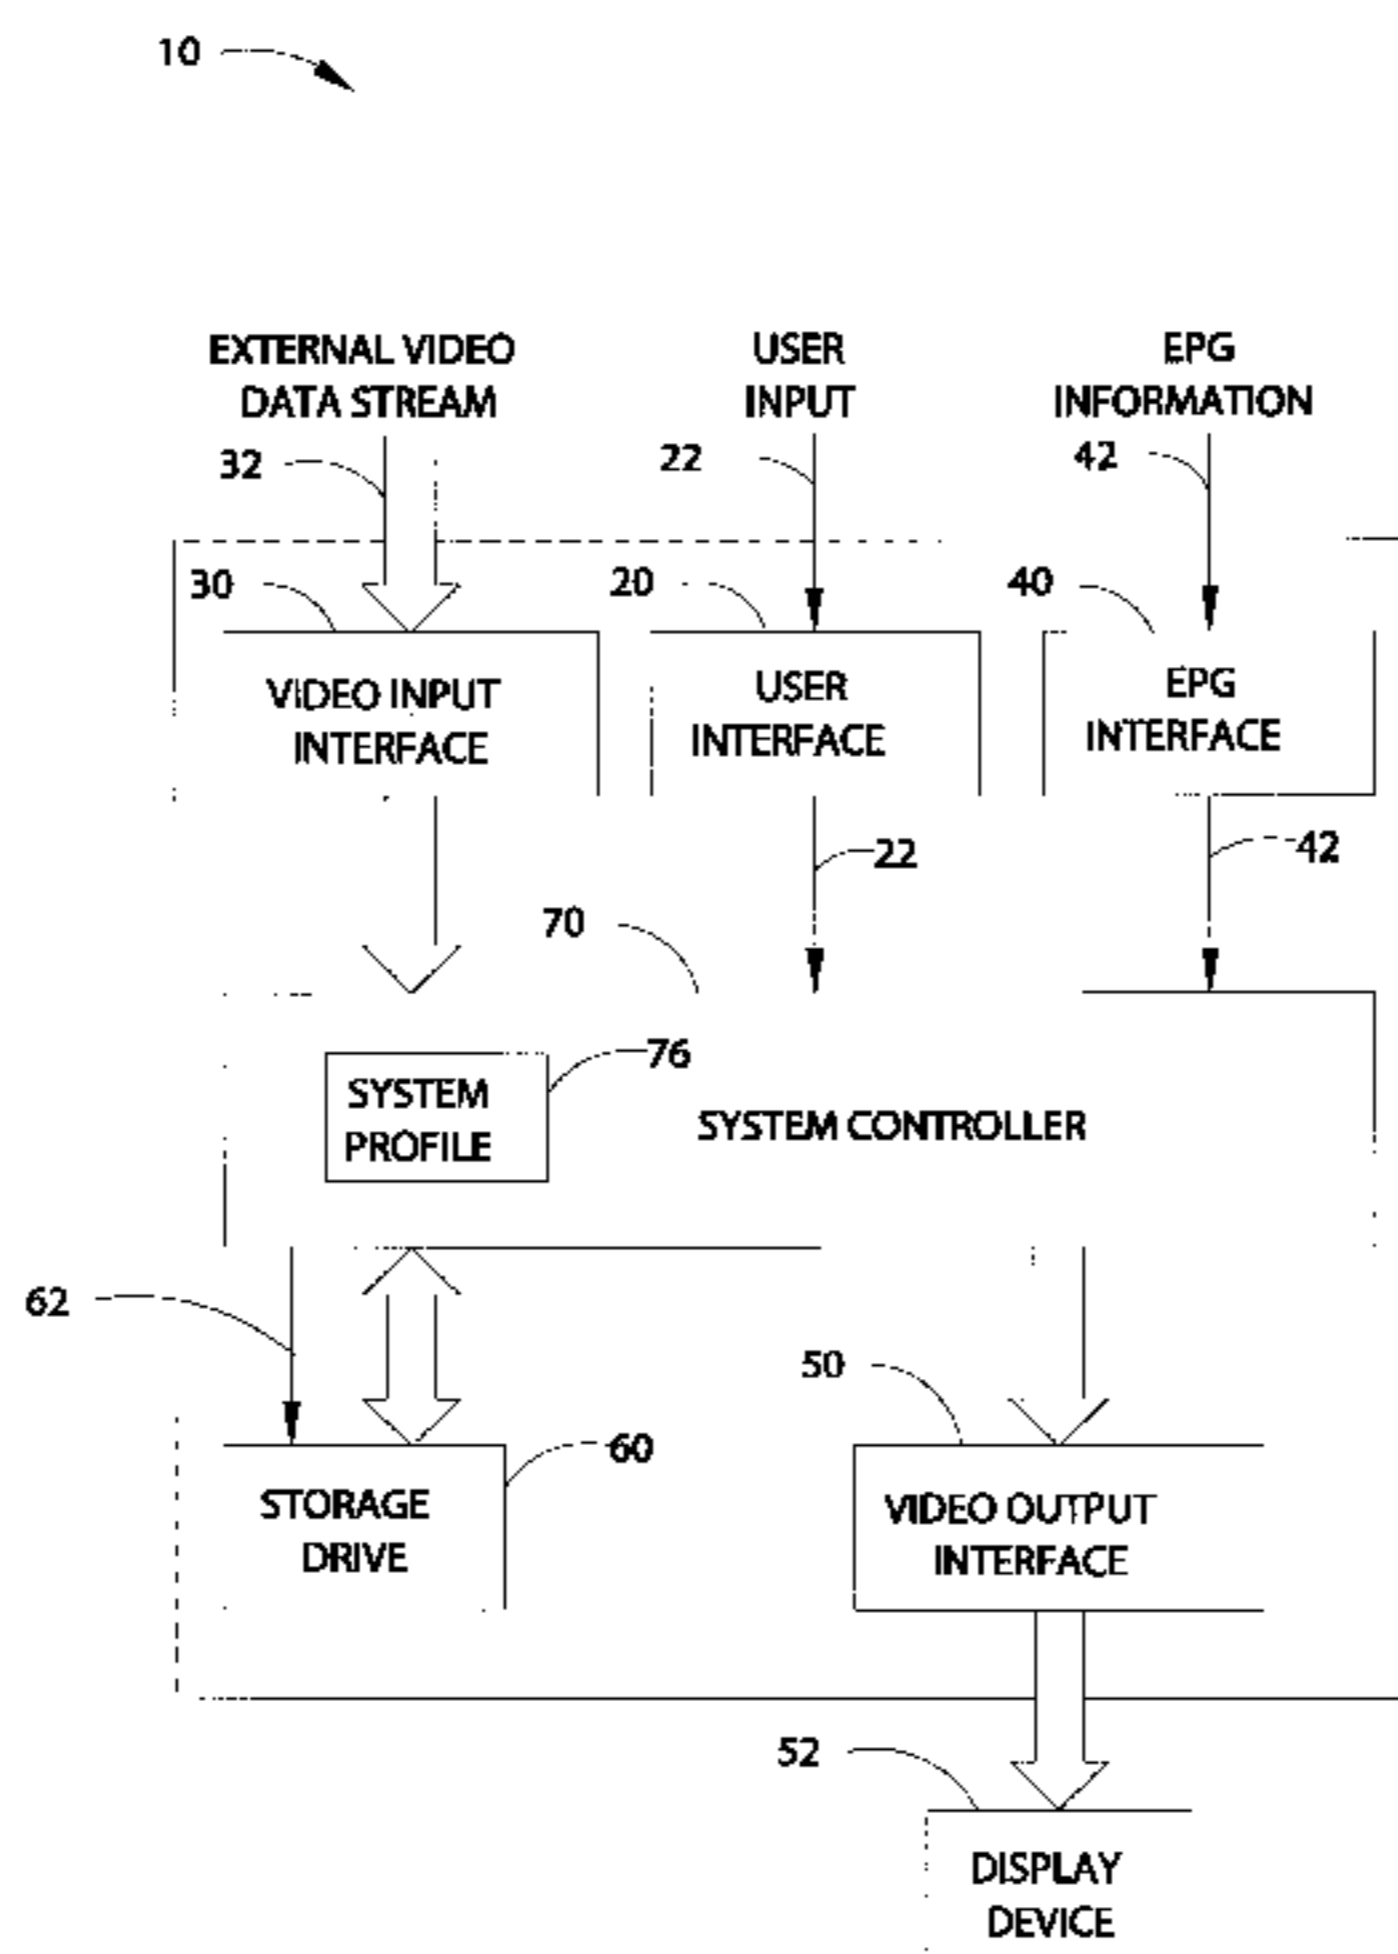 10
EXTERNAL VIDEO
DATA STREAM
USER
INPUT
EPG
INFORMATION
32
22
42
30
20
40
VIDEO INPUT
INTERFACE
USER
INTERFACE
EPG
INTERFACE
22
42
70
76
SYSTEM
PROFILE
SYSTEM CONTROLLER
62
50
60
STORAGE
DRIVE
VIDEO OUTPUT
INTERFACE
52
DISPLAY
DEVICE